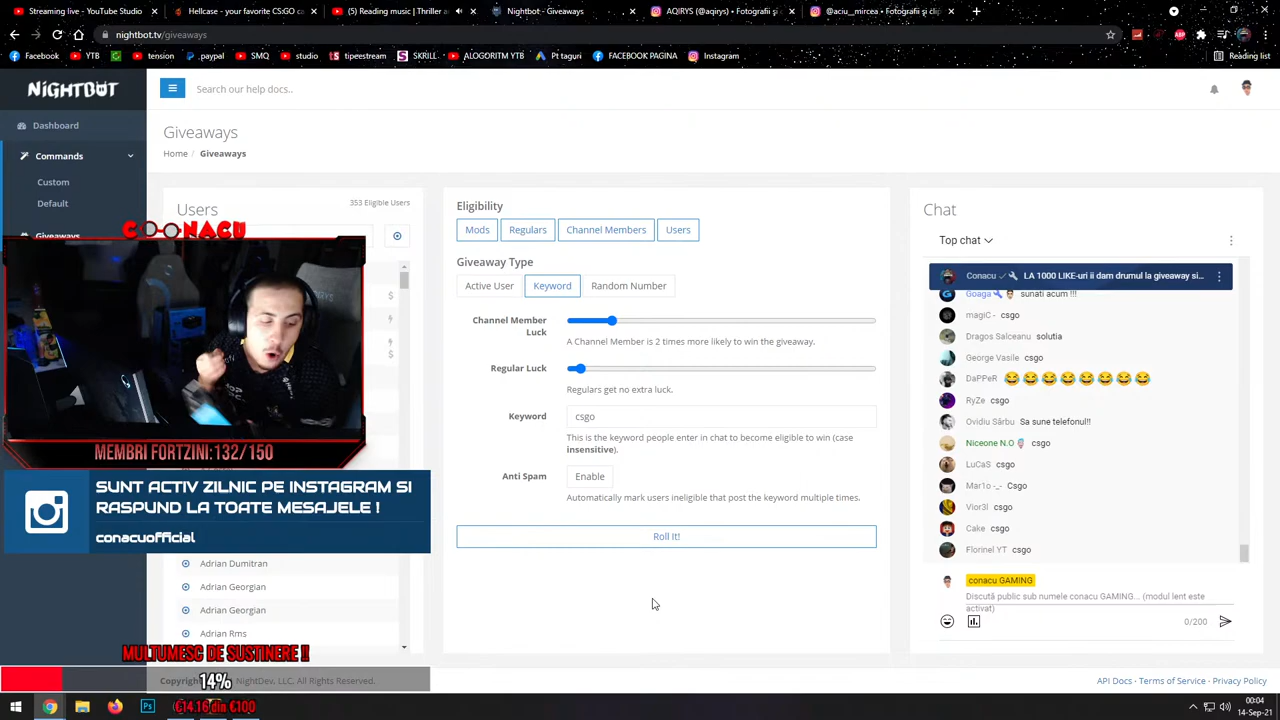 Streaming - YouTube Studio
Hellcase - your favorite CSGO c
(5) Reading music | Thriller an
Nightbot - Giveaways
AQIRYS (@aqirys) • Fotografii ș
@aciu__mircea • Fotografii și cli
nightbot.tv/giveaways
Facebook
YTB
tension
.paypal
SMQ
studio
tipeestream
SKRILL
ALOGORITM YTB
Pt taguri
FACEBOOK PAGINA
Instagram
Reading list
NIGHTBOT
Search our help docs..
Dashboard
Commands
Custom
Default
Giveaways
Giveaways
Home / Giveaways
Users
353 Eligible Users
COONACU
MEMBRI FORTZINI:132/150
SUNT ACTIV ZILNIC PE INSTAGRAM SI
RASPUND LA TOATE MESAJELE !
conacuofficial
Adrian Dumitran
Adrian Georgian
Adrian Georgian
Adrian Rms
MULTUMESC DE SUSTINERE !!
14%
€14.16 din €100
NightDev, LLC, All Rights Reserved.
Eligibility
Mods
Regulars
Channel Members
Users
Giveaway Type
Active User
Keyword
Random Number
Channel Member
Luck
A Channel Member is 2 times more likely to win the giveaway.
Regular Luck
Regulars get no extra luck.
Keyword
csgo
This is the keyword people enter in chat to become eligible to win (case
insensitive).
Anti Spam
Enable
Automatically mark users ineligible that post the keyword multiple times.
Roll It!
Chat
Top chat
Conacu LA 1000 LIKE-uri ii dam drumul la giveaway si...
Goaga sunati acum !!!
magiC - csgo
Dragos Salceanu solutia
George Vasile csgo
DaPPeR 😂😂😂😂😂😂😂😂
RyZe csgo
Ovidiu Sârbu Sa sune telefonul!!
Niceone N.O csgo
LuCaS csgo
Mar1o -_- Csgo
Vior3l csgo
Cake csgo
Florinel YT csgo
conacu GAMING
Discută public sub numele conacu GAMING... (modul lent este
activat)
0/200
API Docs · Terms of Service · Privacy Policy
00:04
14-Sep-21